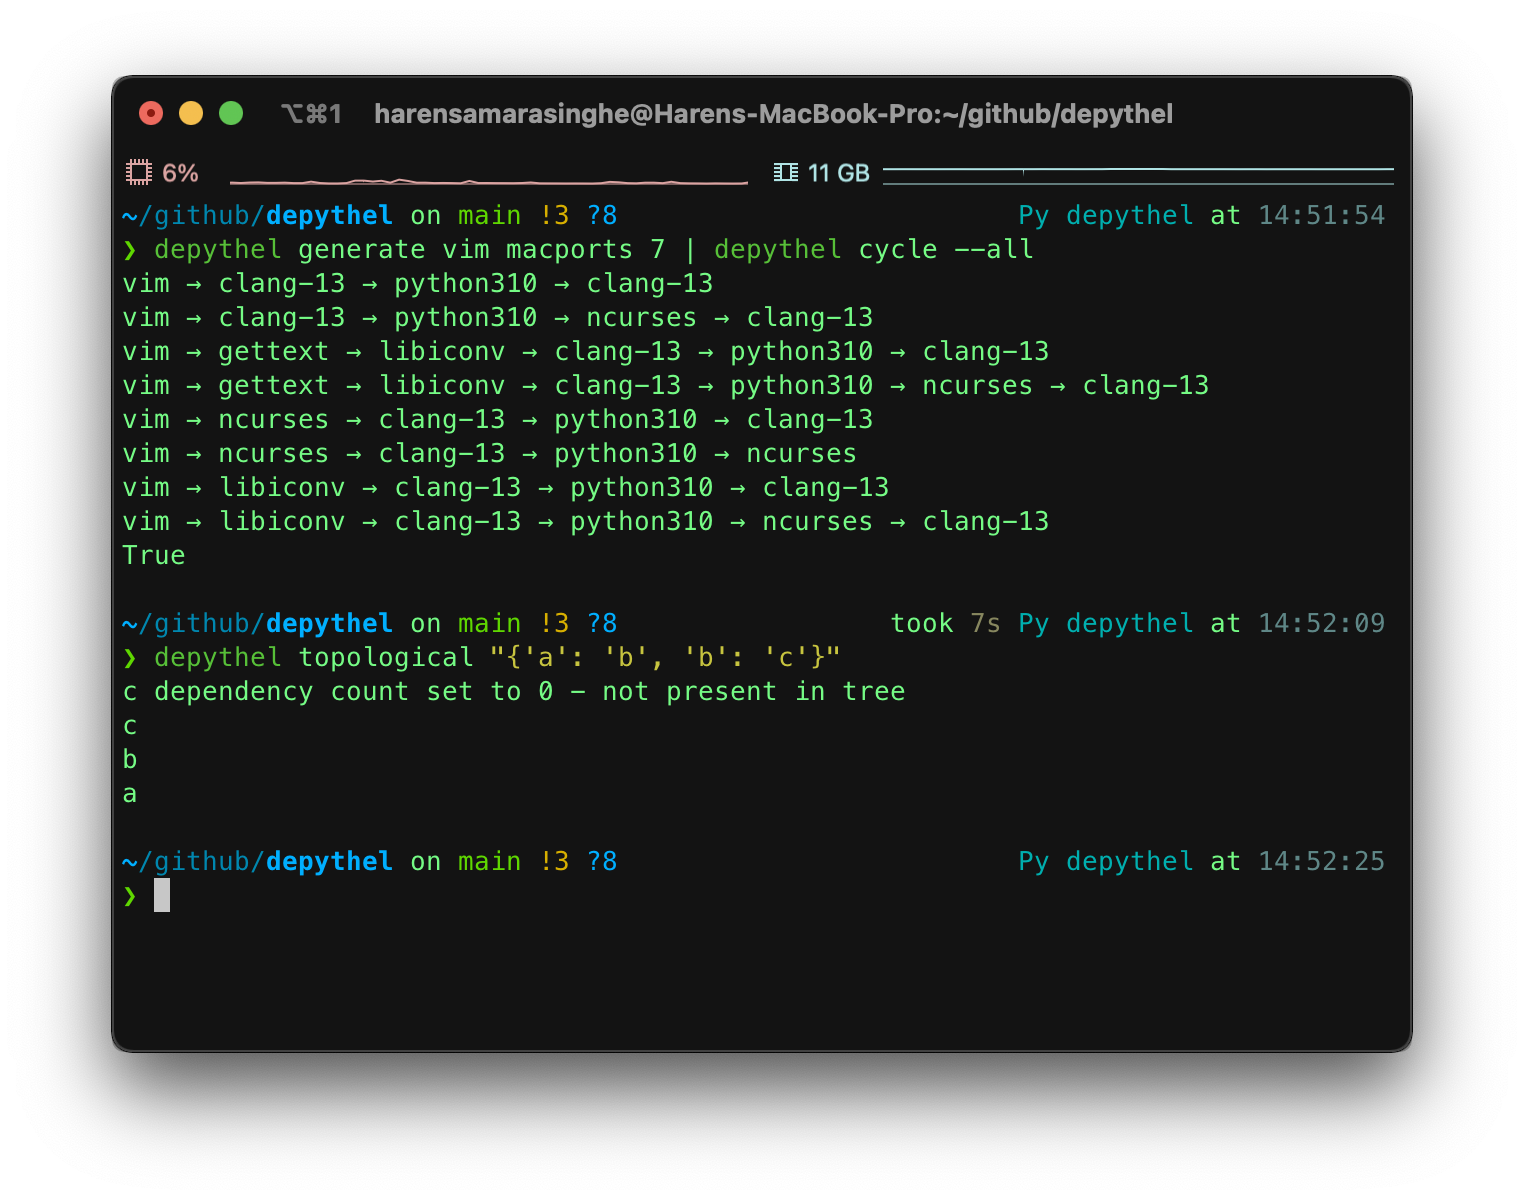 ⌥⌘1 harensamarasinghe@Harens-MacBook-Pro:~/github/depythel
6% 11 GB
~/github/depythel on main !3 ?8 Py depythel at 14:51:54
❯ depythel generate vim macports 7 | depythel cycle --all
vim → clang-13 → python310 → clang-13
vim → clang-13 → python310 → ncurses → clang-13
vim → gettext → libiconv → clang-13 → python310 → clang-13
vim → gettext → libiconv → clang-13 → python310 → ncurses → clang-13
vim → ncurses → clang-13 → python310 → clang-13
vim → ncurses → clang-13 → python310 → ncurses
vim → libiconv → clang-13 → python310 → clang-13
vim → libiconv → clang-13 → python310 → ncurses → clang-13
True
~/github/depythel on main !3 ?8 took 7s Py depythel at 14:52:09
❯ depythel topological "{'a': 'b', 'b': 'c'}"
c dependency count set to 0 - not present in tree
c
b
a
~/github/depythel on main !3 ?8 Py depythel at 14:52:25
❯